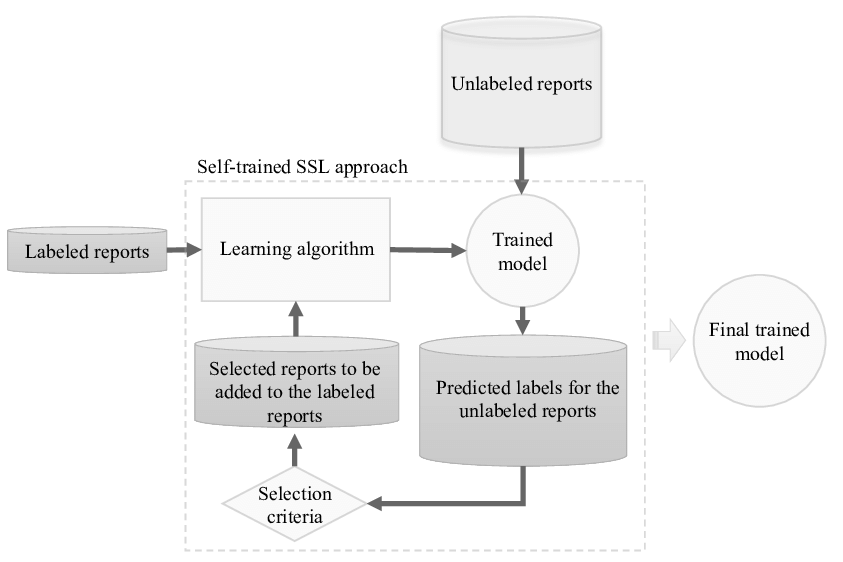 Unlabeled reports
Self-trained SSL approach
Labeled reports
Learning algorithm
Trained
model
Final trained
model
Selected reports to be
added to the labeled
reports
Predicted labels for the
unlabeled reports
Selection
criteria